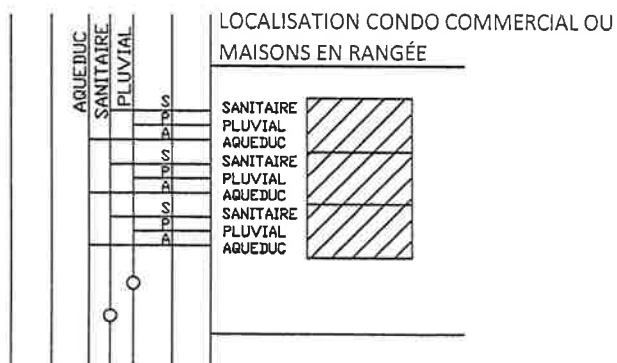 LOCALISATION CONDO COMMERCIAL OU
MAISONS EN RANGÉE
AQUEDUC
SANITAIRE
PLUVIAL
S SANITAIRE
P PLUVIAL
A AQUEDUC
S SANITAIRE
P PLUVIAL
A AQUEDUC
S SANITAIRE
P PLUVIAL
A AQUEDUC